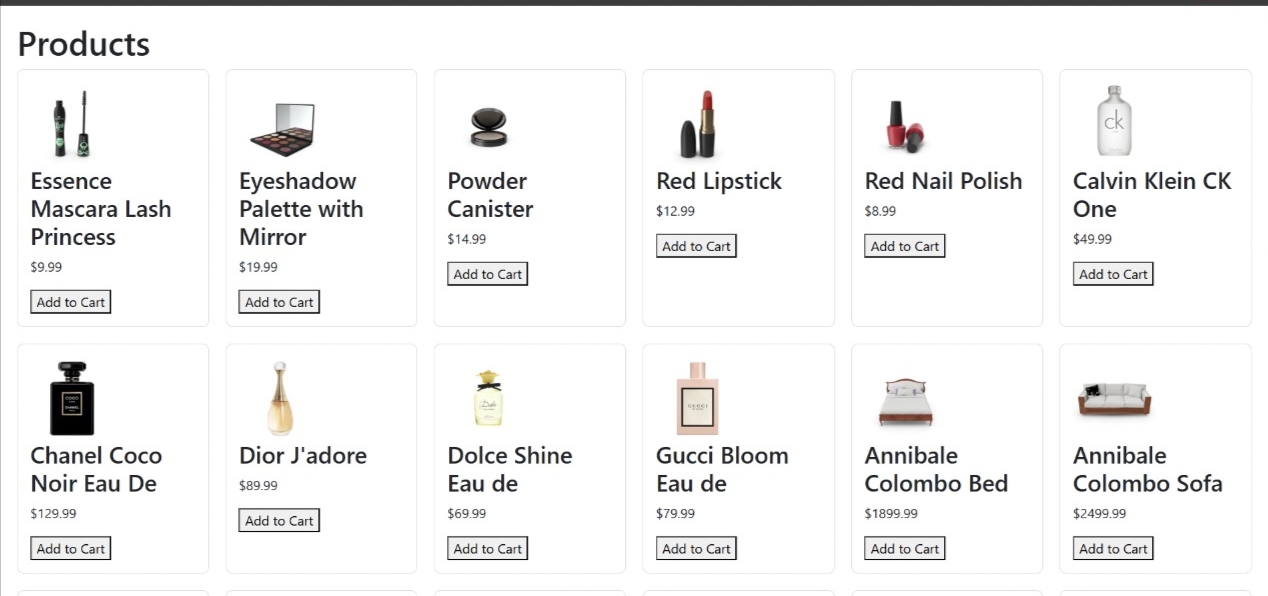 Products
Essence
Mascara Lash
Princess
$9.99
Add to Cart
Eyeshadow
Palette with
Mirror
$19.99
Add to Cart
Powder
Canister
$14.99
Add to Cart
Red Lipstick
$12.99
Add to Cart
Red Nail Polish
$8.99
Add to Cart
ck
Calvin Klein CK
One
$49.99
Add to Cart
COCO
CHANEL
Chanel Coco
Noir Eau De
$129.99
Add to Cart
Dior J'adore
$89.99
Add to Cart
Dolce Shine
Eau de
$69.99
Add to Cart
GUCCI
Gucci Bloom
Eau de
$79.99
Add to Cart
Annibale
Colombo Bed
$1899.99
Add to Cart
Annibale
Colombo Sofa
$2499.99
Add to Cart